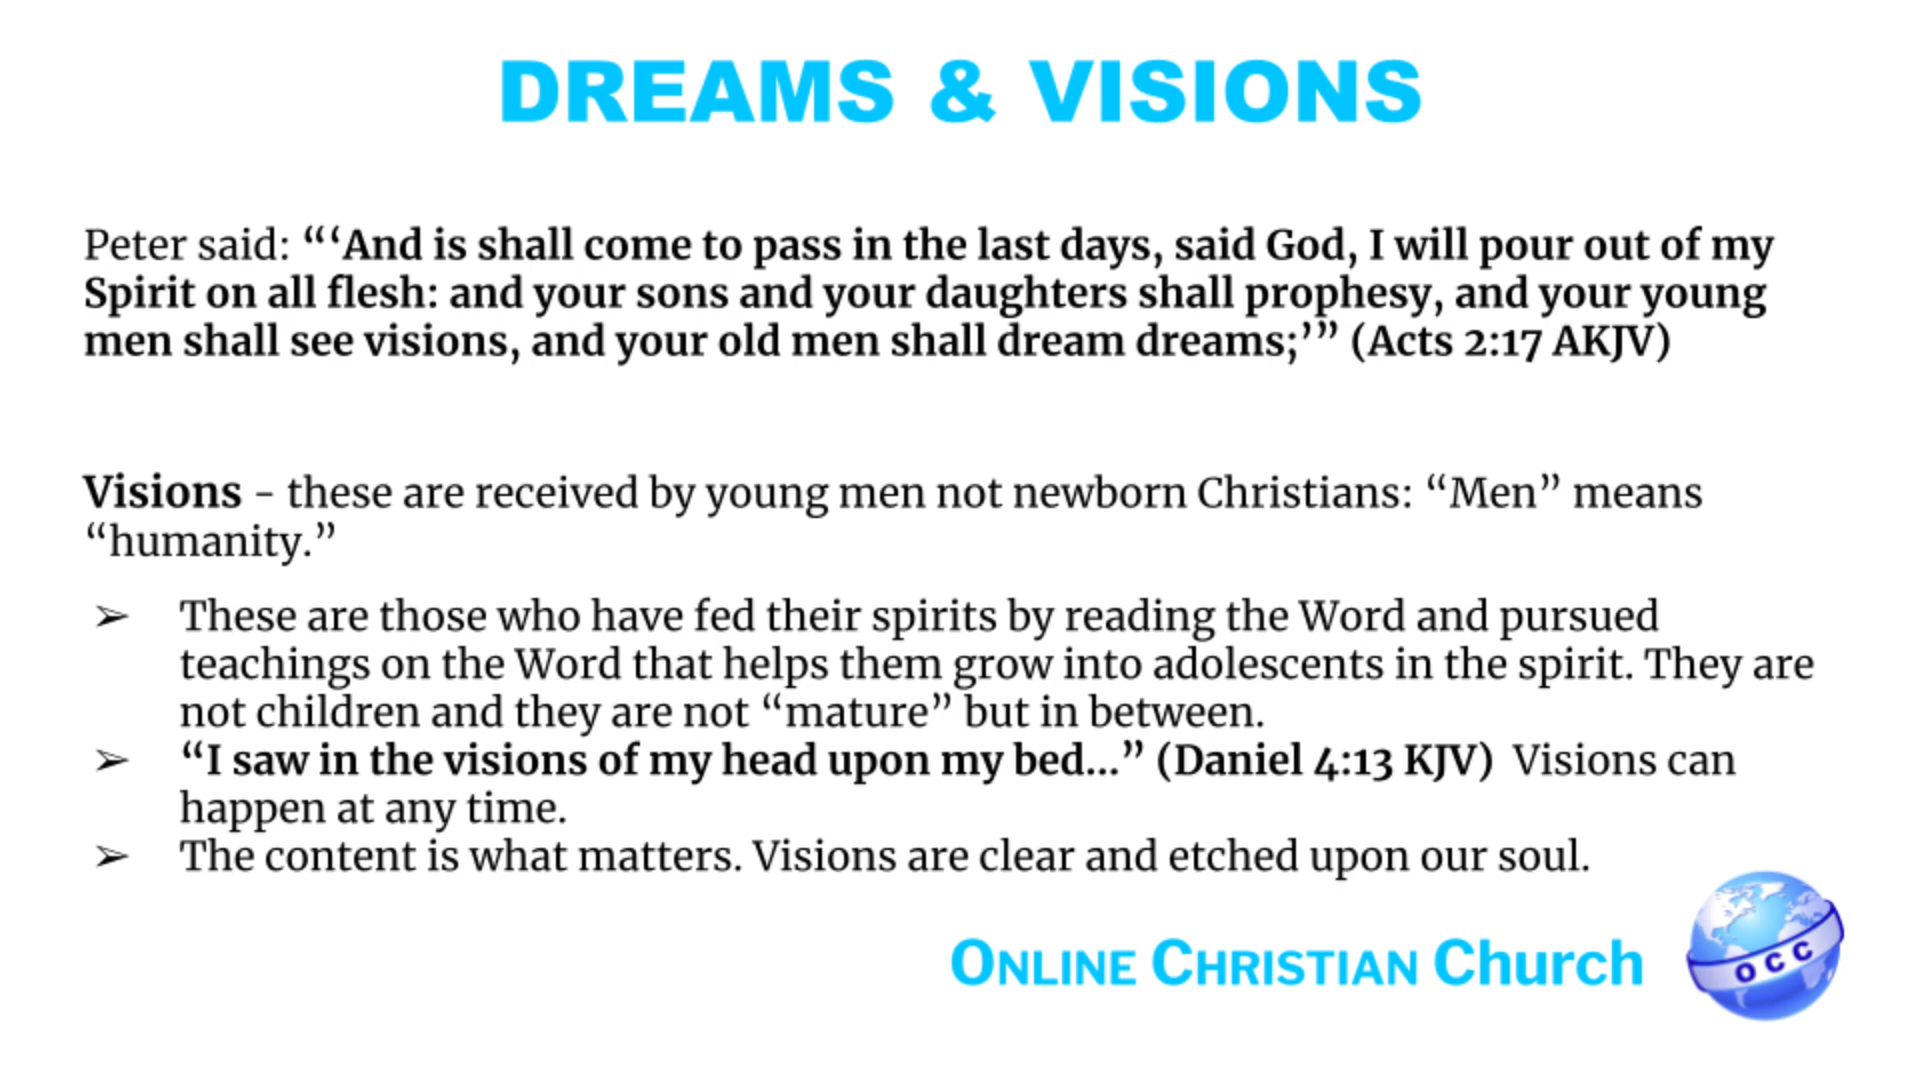 DREAMS & VISIONS
Peter said: “‘And is shall come to pass in the last days, said God, I will pour out of my
Spirit on all flesh: and your sons and your daughters shall prophesy, and your young
men shall see visions, and your old men shall dream dreams;’” (Acts 2:17 AKJV)
Visions - these are received by young men not newborn Christians: “Men” means
“humanity.”
➢ These are those who have fed their spirits by reading the Word and pursued
teachings on the Word that helps them grow into adolescents in the spirit. They are
not children and they are not “mature” but in between.
➢ “I saw in the visions of my head upon my bed...” (Daniel 4:13 KJV) Visions can
happen at any time.
➢ The content is what matters. Visions are clear and etched upon our soul.
ONLINE CHRISTIAN Church
OCC